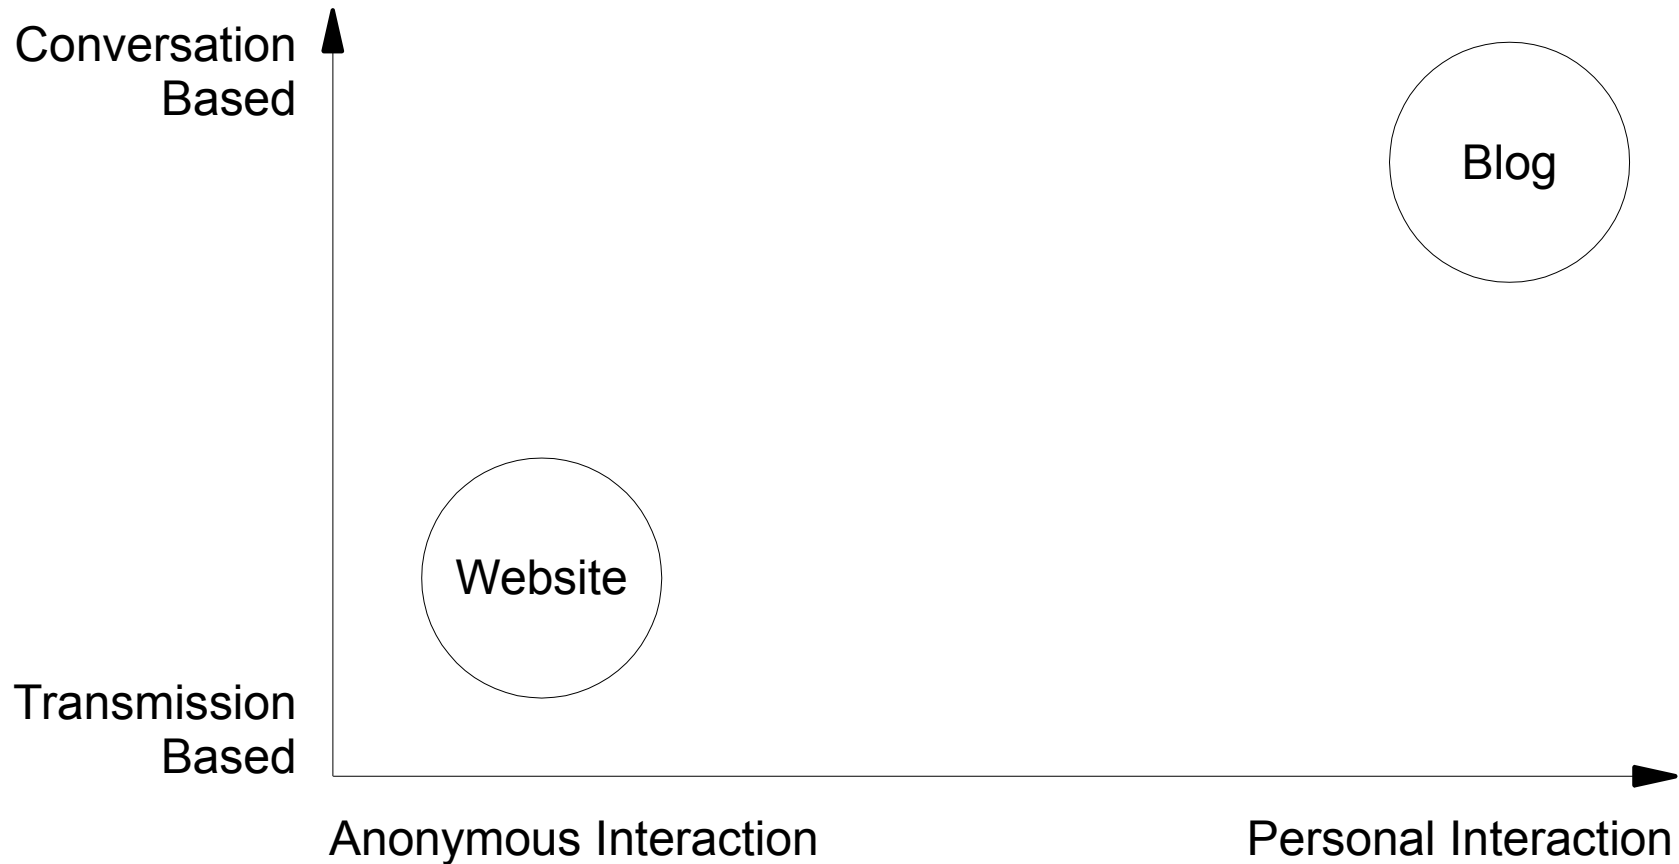 Conversation
Based
Blog
Website
Transmission
Based
Anonymous Interaction
Personal Interaction